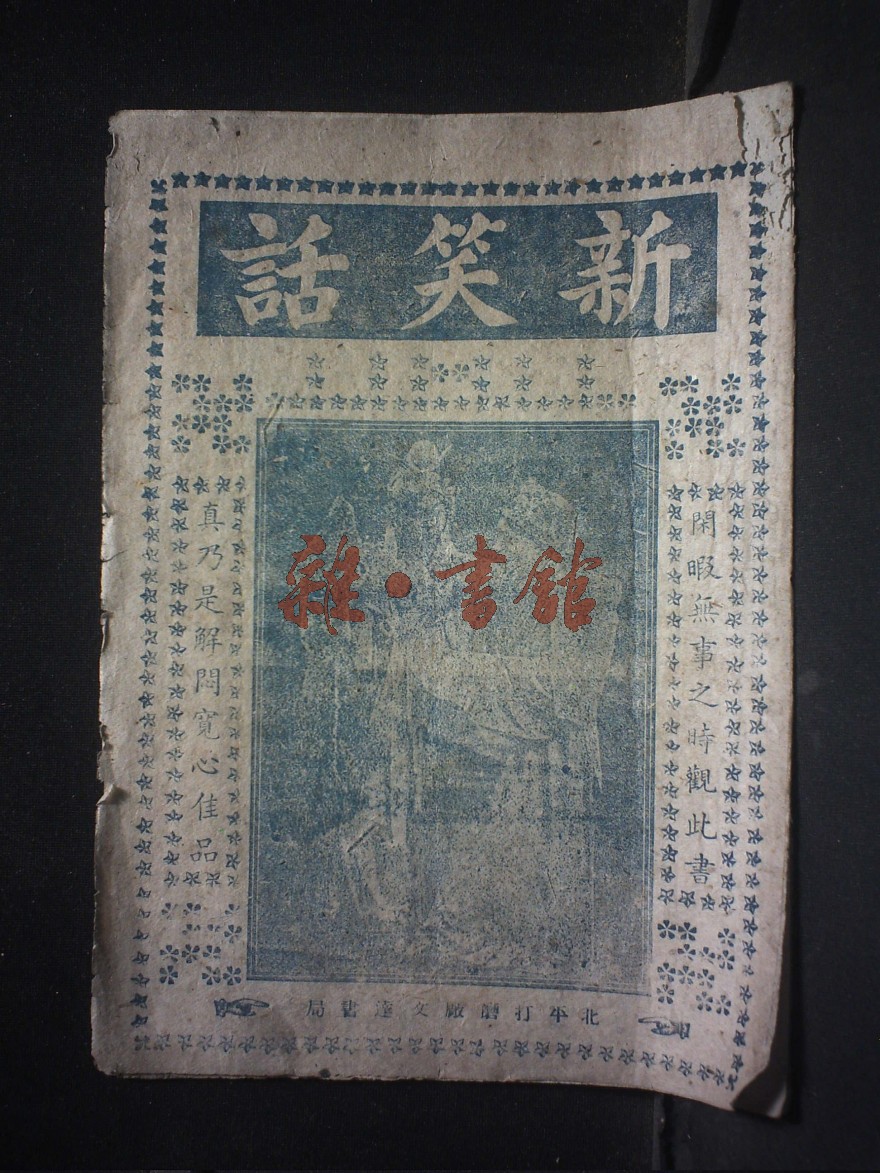 新笑話
閑暇無事之時觀此書
真乃是解悶寬心佳品
雜·書館
北平打磨廠文達書局